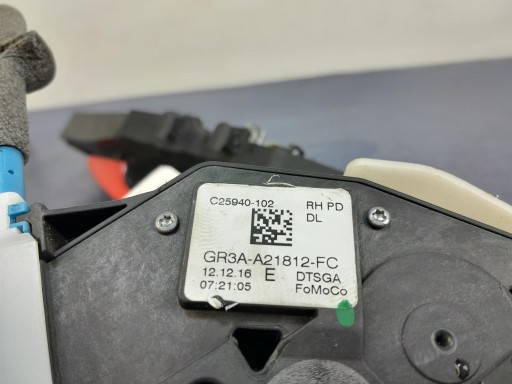 C25940-102 RH PD
DL
GR3A-A21812-FC
12.12.16 E DTSGA
07:21:05 FoMoCo